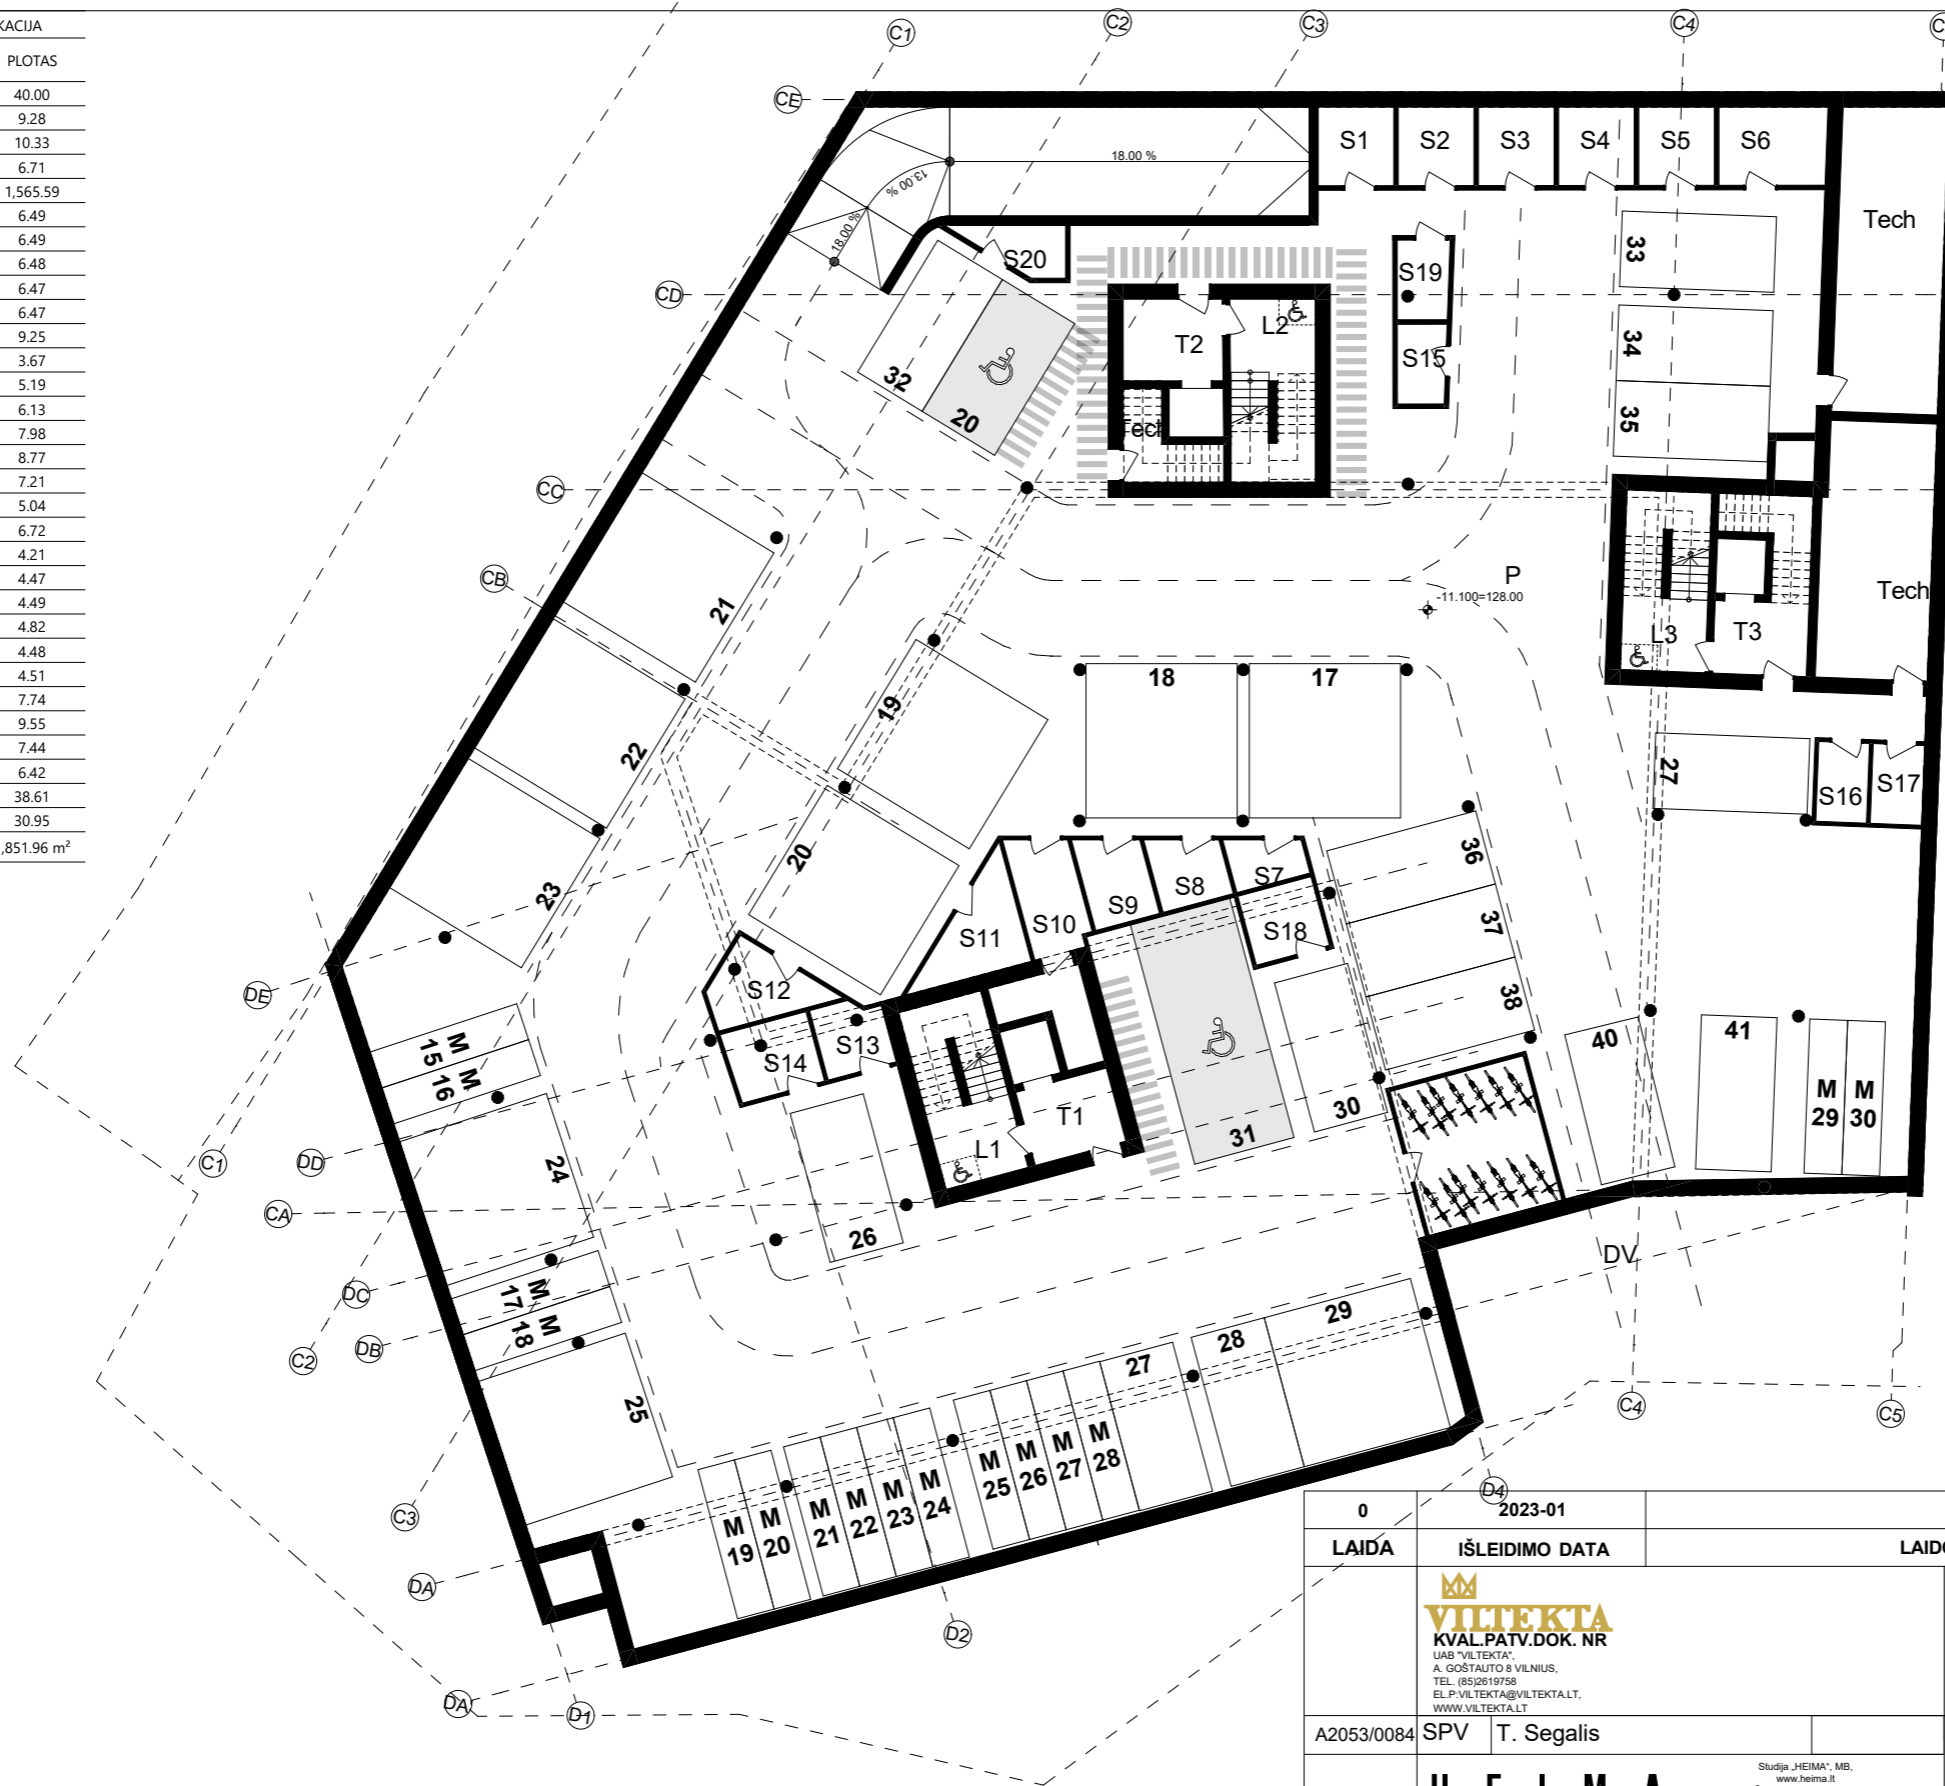 KACIJA
PLOTAS
40.00
9.28
10.33
6.71
1,565.59
6.49
6.49
6.48
6.47
6.47
9.25
3.67
5.19
6.13
7.98
8.77
7.21
5.04
6.72
4.21
4.47
4.49
4.82
4.48
4.51
7.74
9.55
7.44
6.42
38.61
30.95
,851.96 m²
C1
C2
C3
C4
CE
18.00 %
13.00 %
18.00 %
S1
S2
S3
S4
S5
S6
Tech
33
S20
S19
CD
L2
T2
34
S15
32
20
35
Tech
CC
CB
P
-11.100=128.00
21
Tech
L3
T3
18
17
19
22
27
S16
S17
20
36
23
S7
S8
S9
S10
S11
S18
37
DE
S12
38
M
15
M
16
S13
S14
40
41
M
29
M
30
30
T1
31
L1
C1
DD
24
CA
26
DV
DC
M
17
M
18
DB
C2
29
28
27
25
C4
C5
M
25
M
26
M
27
M
28
M
19
M
20
M
21
M
22
M
23
M
24
C3
D4
DA
D2
DA
D1
0
2023-01
LAIDA
IŠLEIDIMO DATA
LAID
VILTEKTA
KVAL.PATV.DOK. NR
UAB "VILTEKTA",
A. GOŠTAUTO 8 VILNIUS,
TEL. (85)2619758
EL.P:VILTEKTA@VILTEKTA.LT,
WWW.VILTEKTA.LT
A2053/0084
SPV
T. Segalis
H E I M A
Studija „HEIMA“, MB,
www.heima.lt